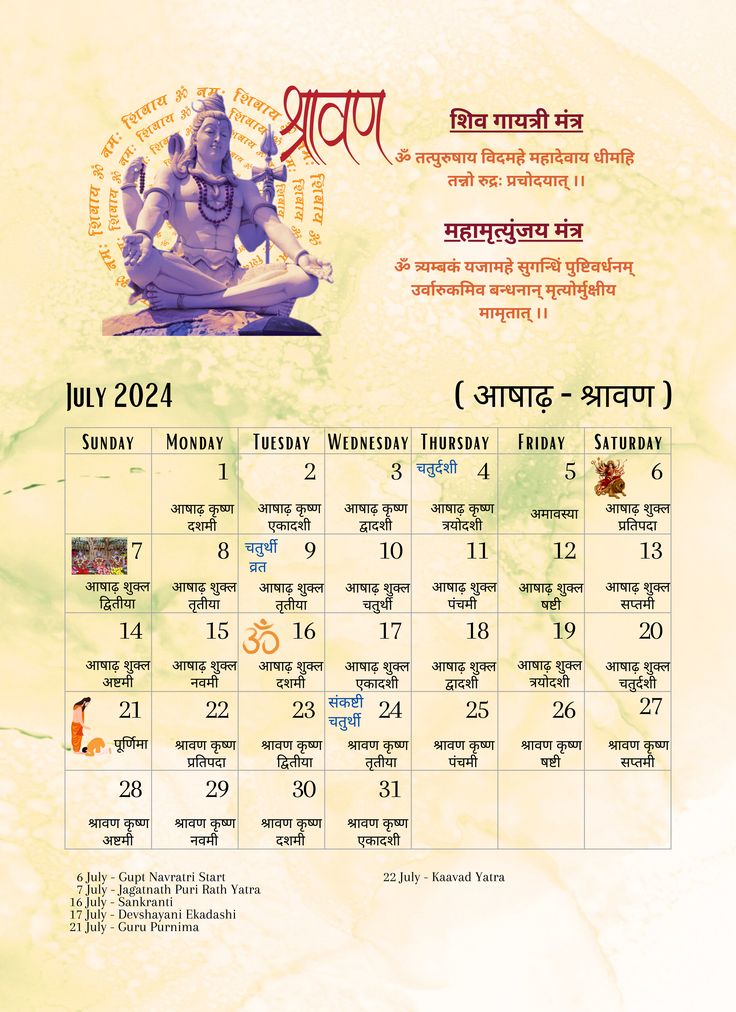 श्रावण
ॐ नमः शिवाय ॐ नमः शिवाय
शिव गायत्री मंत्र
ॐ तत्पुरुषाय विदमहे महादेवाय धीमहि
तन्नो रुद्रः प्रचोदयात् ।।
महामृत्युंजय मंत्र
ॐ त्र्यम्बकं यजामहे सुगन्धिं पुष्टिवर्धनम्
उर्वारुकमिव बन्धनान् मृत्योर्मुक्षीय
मामृतात् ।।
July 2024
( आषाढ़ - श्रावण )
Sunday Monday Tuesday Wednesday Thursday Friday Saturday
1 2 3 चतुर्दशी 4 5 6
आषाढ़ कृष्ण आषाढ़ कृष्ण आषाढ़ कृष्ण आषाढ़ कृष्ण अमावस्या आषाढ़ शुक्ल
दशमी एकादशी द्वादशी त्रयोदशी प्रतिपदा
7 8 चतुर्थी 9 10 11 12 13
व्रत
आषाढ़ शुक्ल आषाढ़ शुक्ल आषाढ़ शुक्ल आषाढ़ शुक्ल आषाढ़ शुक्ल आषाढ़ शुक्ल आषाढ़ शुक्ल
द्वितीया तृतीया तृतीया चतुर्थी पंचमी षष्टी सप्तमी
14 15 ॐ 16 17 18 19 20
आषाढ़ शुक्ल आषाढ़ शुक्ल आषाढ़ शुक्ल आषाढ़ शुक्ल आषाढ़ शुक्ल आषाढ़ शुक्ल आषाढ़ शुक्ल
अष्टमी नवमी दशमी एकादशी द्वादशी त्रयोदशी चतुर्दशी
21 22 23 संकष्टी 24 25 26 27
चतुर्थी
पूर्णिमा श्रावण कृष्ण श्रावण कृष्ण श्रावण कृष्ण श्रावण कृष्ण श्रावण कृष्ण श्रावण कृष्ण
प्रतिपदा द्वितीया तृतीया पंचमी षष्टी सप्तमी
28 29 30 31
श्रावण कृष्ण श्रावण कृष्ण श्रावण कृष्ण श्रावण कृष्ण
अष्टमी नवमी दशमी एकादशी
6 July - Gupt Navratri Start
7 July - Jagatnath Puri Rath Yatra
16 July - Sankranti
17 July - Devshayani Ekadashi
21 July - Guru Purnima
22 July - Kaavad Yatra